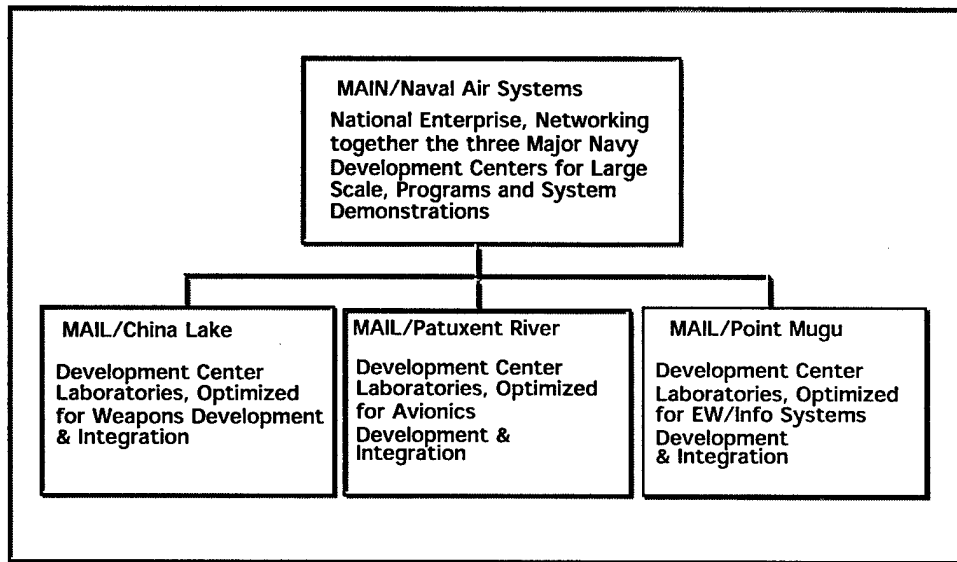 MAIN/Naval Air Systems
National Enterprise, Networking
together the three Major Navy
Development Centers for Large
Scale, Programs and System
Demonstrations
MAIL/China Lake
Development Center
Laboratories, Optimized
for Weapons Development
& Integration
MAIL/Patuxent River
Development Center
Laboratories, Optimized
for Avionics
Development &
Integration
MAIL/Point Mugu
Development Center
Laboratories, Optimized
for EW/Info Systems
Development
& Integration